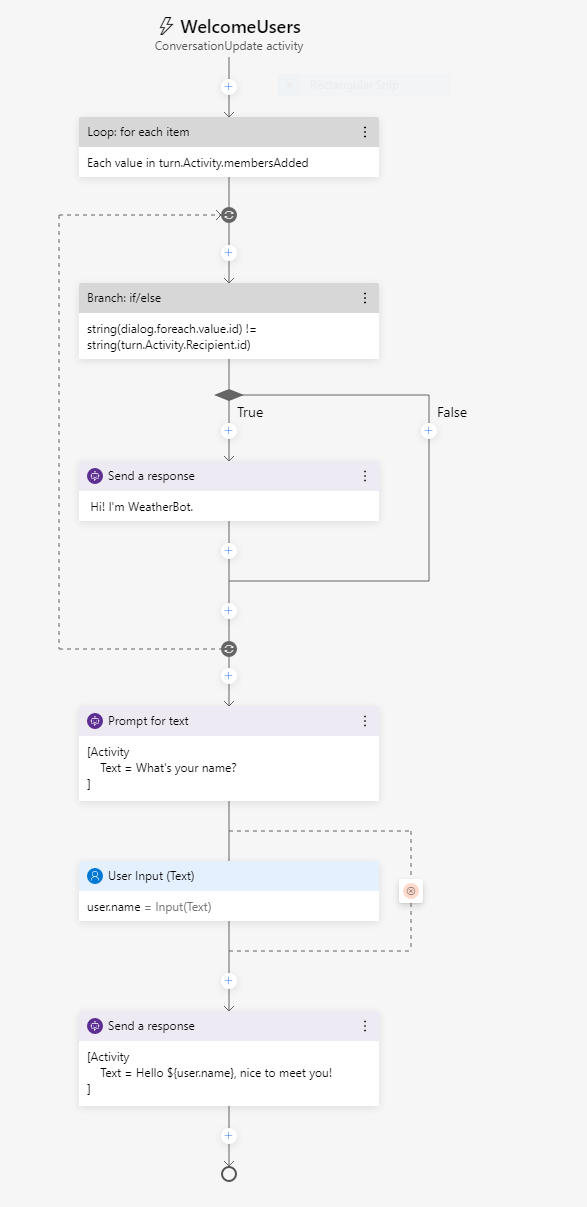 WelcomeUsers
ConversationUpdate activity
Rectangular Snip
Loop: for each item
Each value in turn.Activity.membersAdded
Branch: if/else
string(dialog.foreach.value.id) !=
string(turn.Activity.Recipient.id)
True
False
Send a response
Hi! I'm WeatherBot.
Prompt for text
[Activity
Text = What's your name?
]
User Input (Text)
user.name = Input(Text)
Send a response
[Activity
Text = Hello ${user.name}, nice to meet you!
]